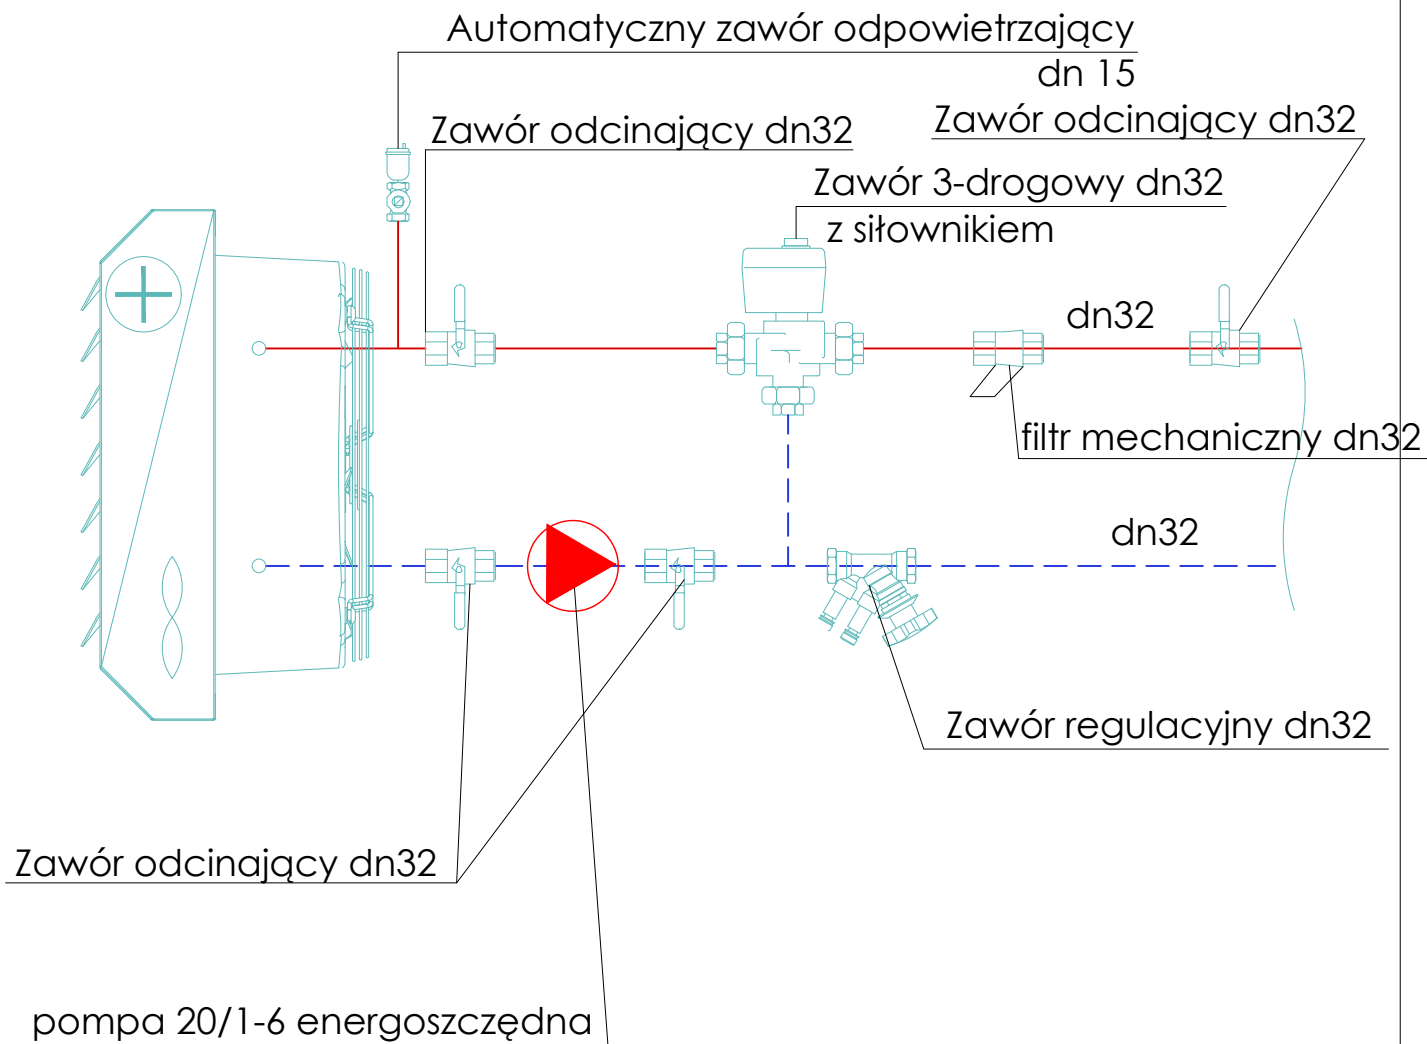 Automatyczny zawór odpowietrzający
dn 15
Zawór odcinający dn32
Zawór odcinający dn32
Zawór 3-drogowy dn32
z siłownikiem
dn32
filtr mechaniczny dn32
dn32
Zawór regulacyjny dn32
Zawór odcinający dn32
pompa 20/1-6 energoszczędna